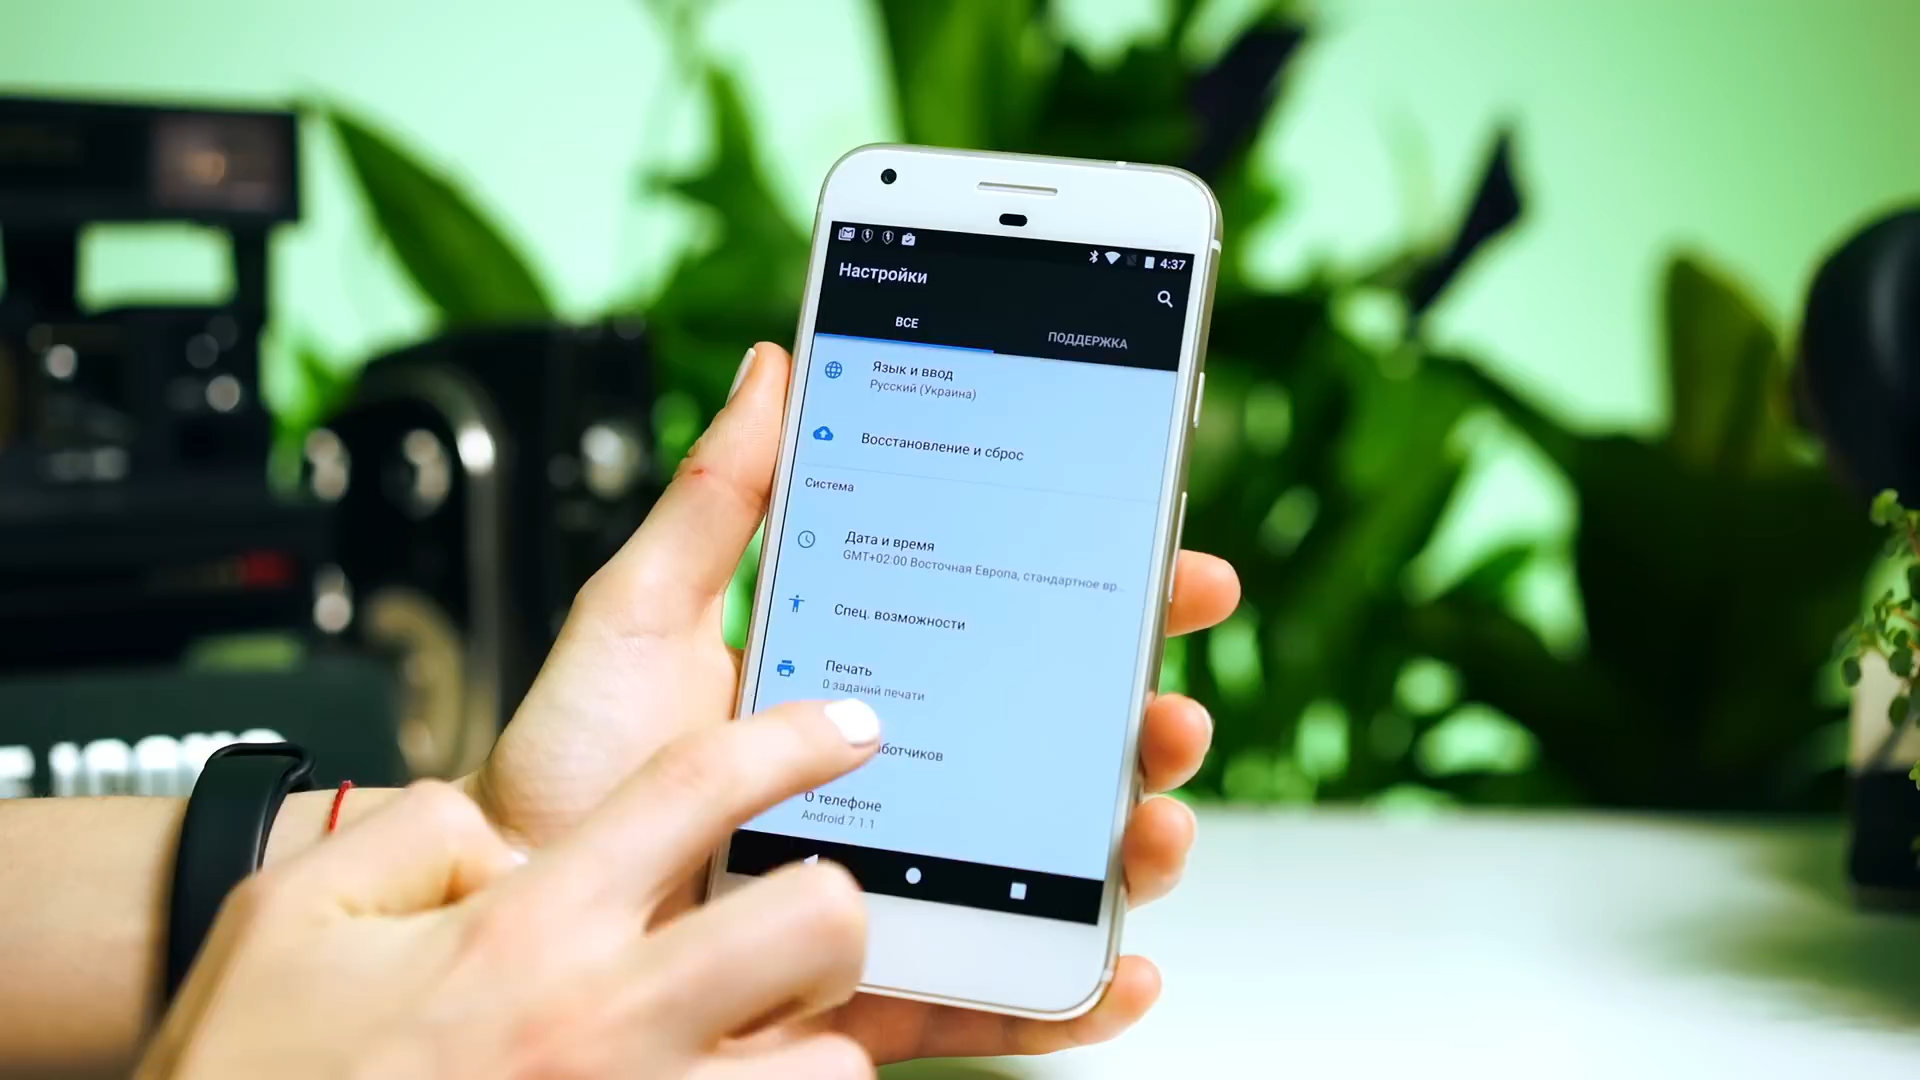 4:37
Настройки
ВСЕ
ПОДДЕРЖКА
Язык и ввод
Русский (Украина)
Восстановление и сброс
Система
Дата и время
GMT+02:00 Восточная Европа, стандартное вр...
Спец. возможности
Печать
0 заданий печати
О телефоне
Android 7.1.1